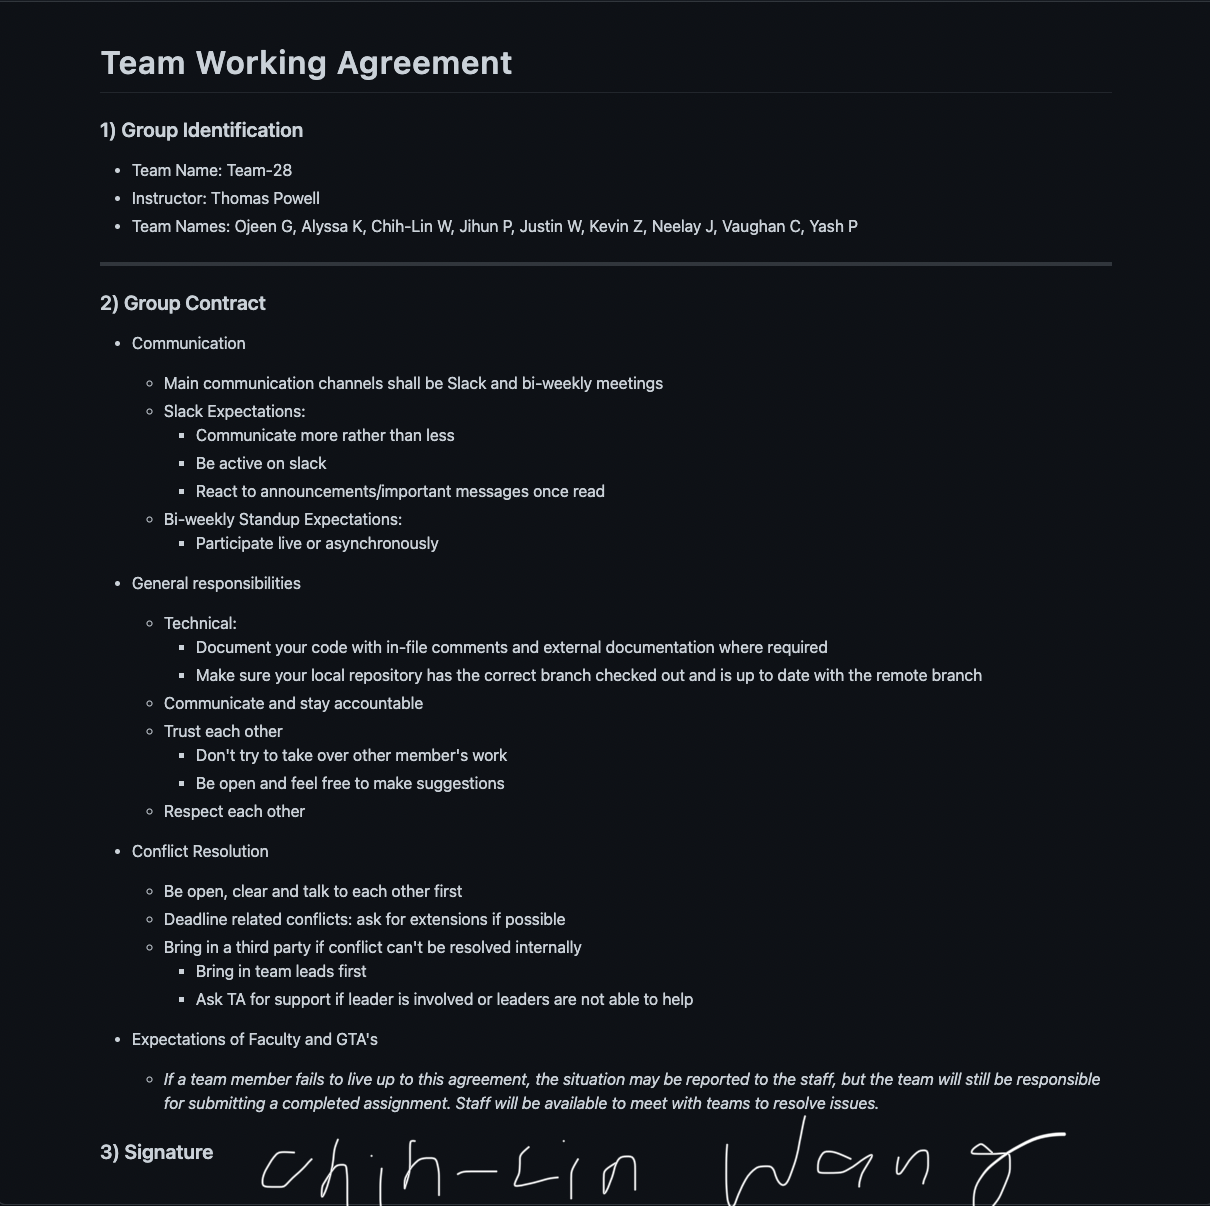 Team Working Agreement
1) Group Identification
• Team Name: Team-28
• Instructor: Thomas Powell
• Team Names: Ojeen G, Alyssa K, Chih-Lin W, Jihun P, Justin W, Kevin Z, Neelay J, Vaughan C, Yash P
2) Group Contract
• Communication
◦ Main communication channels shall be Slack and bi-weekly meetings
◦ Slack Expectations:
▪ Communicate more rather than less
▪ Be active on slack
▪ React to announcements/important messages once read
◦ Bi-weekly Standup Expectations:
▪ Participate live or asynchronously
• General responsibilities
◦ Technical:
▪ Document your code with in-file comments and external documentation where required
▪ Make sure your local repository has the correct branch checked out and is up to date with the remote branch
◦ Communicate and stay accountable
◦ Trust each other
▪ Don't try to take over other member's work
▪ Be open and feel free to make suggestions
◦ Respect each other
• Conflict Resolution
◦ Be open, clear and talk to each other first
◦ Deadline related conflicts: ask for extensions if possible
◦ Bring in a third party if conflict can't be resolved internally
▪ Bring in team leads first
▪ Ask TA for support if leader is involved or leaders are not able to help
• Expectations of Faculty and GTA's
◦ If a team member fails to live up to this agreement, the situation may be reported to the staff, but the team will still be responsible
for submitting a completed assignment. Staff will be available to meet with teams to resolve issues.
3) Signature Chih-Lin Wang